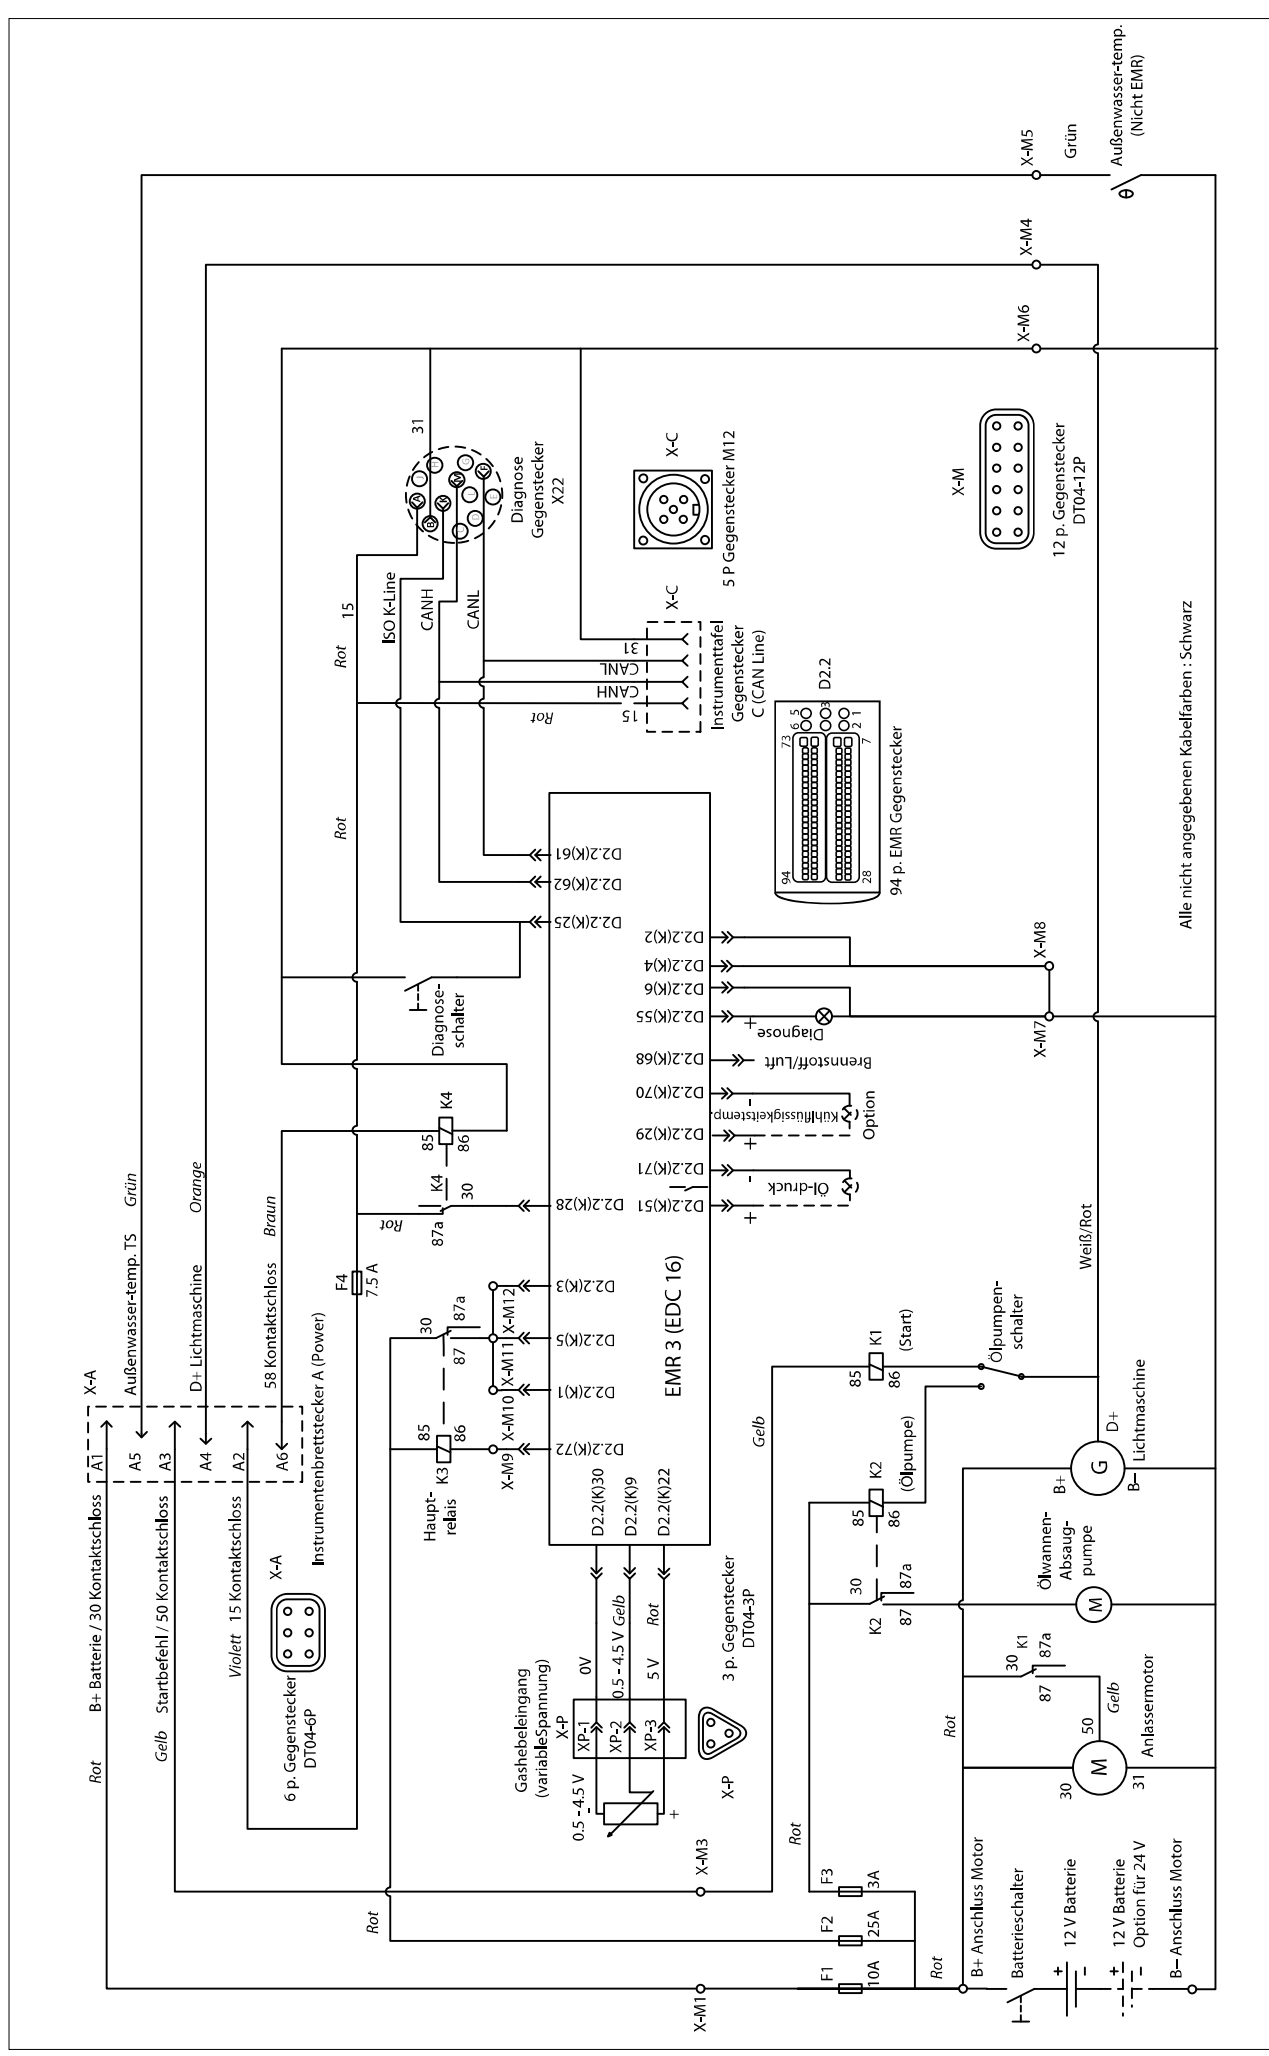 X-A
A1
A5
A3
A4
A2
A6
Rot
B+ Batterie / 30 Kontaktschloss
Außenwasser-temp. TS
Grün
Gelb
Startbefehl / 50 Kontaktschloss
D+ Lichtmaschine
Orange
Violett
15 Kontaktschloss
58 Kontaktschloss
Braun
Instrumentenbrettstecker A (Power)
X-A
6 p. Gegenstecker
DT04-6P
F4
7.5 A
Rot
Rot
15
Rot
87a
K4
30
85
86
K4
Diagnose-
schalter
ISO K-Line
CANH
CANL
31
A
B
K
M
F
J
H
G
L
D
E
Diagnose
Gegenstecker
X22
Rot
15
CANH
CANL
31
X-C
Instrumenttafel
Gegenstecker
C (CAN Line)
X-C
5 P Gegenstecker M12
X-M
12 p. Gegenstecker
DT04-12P
X-M6
X-M4
X-M5
Grün
Außenwasser-temp.
(Nicht EMR)
Rot
Haupt-
relais
K3
85
86
30
87
87a
X-M9
X-M10
X-M11
X-M12
D2.2(K)72
D2.2(K)1
D2.2(K)5
D2.2(K)3
D2.2(K)28
D2.2(K)25
D2.2(K)62
D2.2(K)61
EMR 3 (EDC 16)
D2.2(K)30
D2.2(K)9
D2.2(K)22
D2.2(K)51
D2.2(K)71
D2.2(K)29
D2.2(K)70
D2.2(K)68
D2.2(K)55
D2.2(K)6
D2.2(K)4
D2.2(K)2
+
Öl-druck
-
+
Kühlflüssigkeitstemp.
-
Option
Brennstoff/Luft
+
Diagnose
X-M7
X-M8
94
73
28
7
6
5
3
2
1
D2.2
94 p. EMR Gegenstecker
Alle nicht angegebenen Kabelfarben : Schwarz
Gashebeleingang
(variableSpannung)
X-P
0.5 - 4.5 V
-
+
XP-1
XP-2
XP-3
0V
0.5 - 4.5 V
Gelb
5 V
Rot
X-P
3 p. Gegenstecker
DT04-3P
X-M3
X-M1
Gelb
85
86
K1
(Start)
Ölpumpen-
schalter
Weiß/Rot
85
86
K2
(Ölpumpe)
30
K2
87
87a
Rot
F3
3A
F2
25A
F1
10A
Rot
B+ Anschluss Motor
Batterieschalter
+
-
12 V Batterie
+
-
12 V Batterie
Option für 24 V
B– Anschluss Motor
Rot
30
M
50
31
Anlassermotor
Gelb
30
K1
87
87a
M
Ölwannen-
Absaug-
pumpe
B+
G
D+
B–
Lichtmaschine